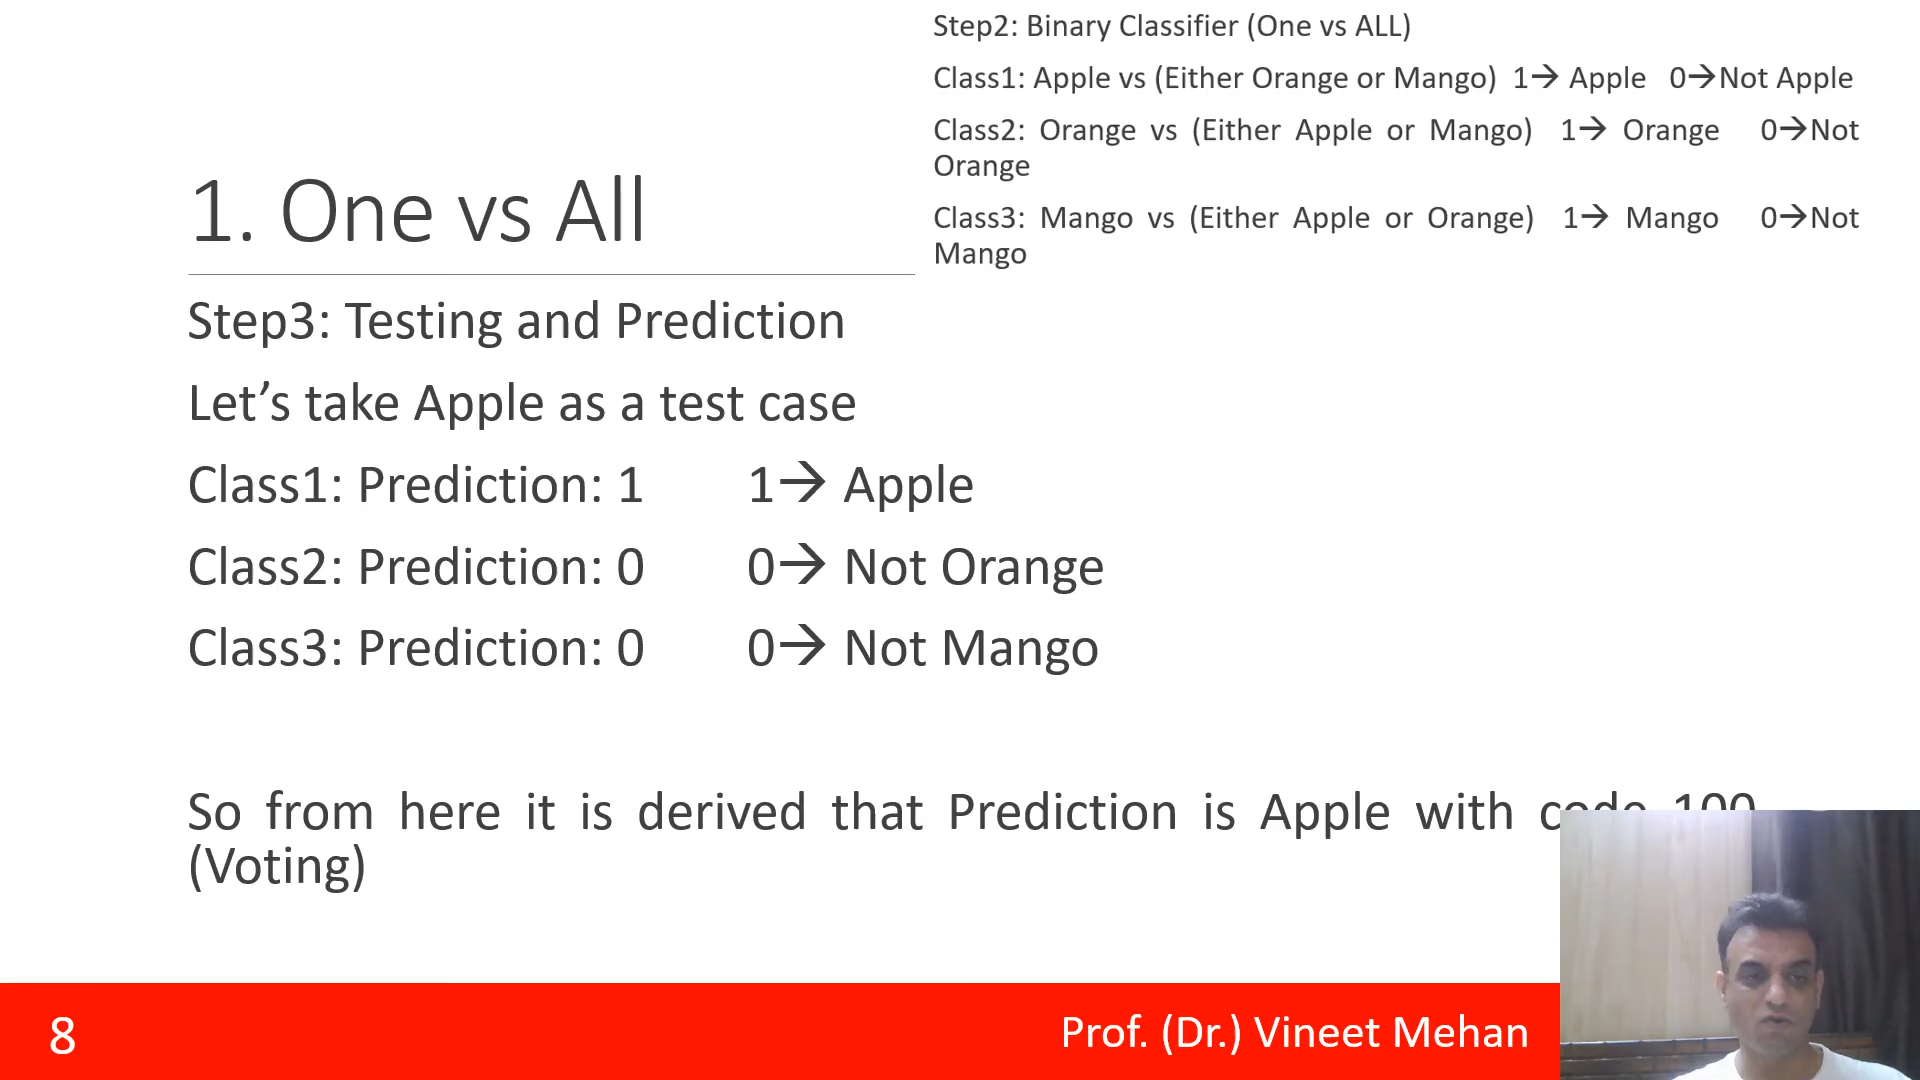 Step2: Binary Classifier (One vs ALL)
Class1: Apple vs (Either Orange or Mango) 1→ Apple 0→Not Apple
Class2: Orange vs (Either Apple or Mango) 1→ Orange 0→Not
Orange
Class3: Mango vs (Either Apple or Orange) 1→ Mango 0→Not
Mango
1. One vs All
Step3: Testing and Prediction
Let’s take Apple as a test case
Class1: Prediction: 1 1→ Apple
Class2: Prediction: 0 0→ Not Orange
Class3: Prediction: 0 0→ Not Mango
So from here it is derived that Prediction is Apple with code 100
(Voting)
8
Prof. (Dr.) Vineet Mehan